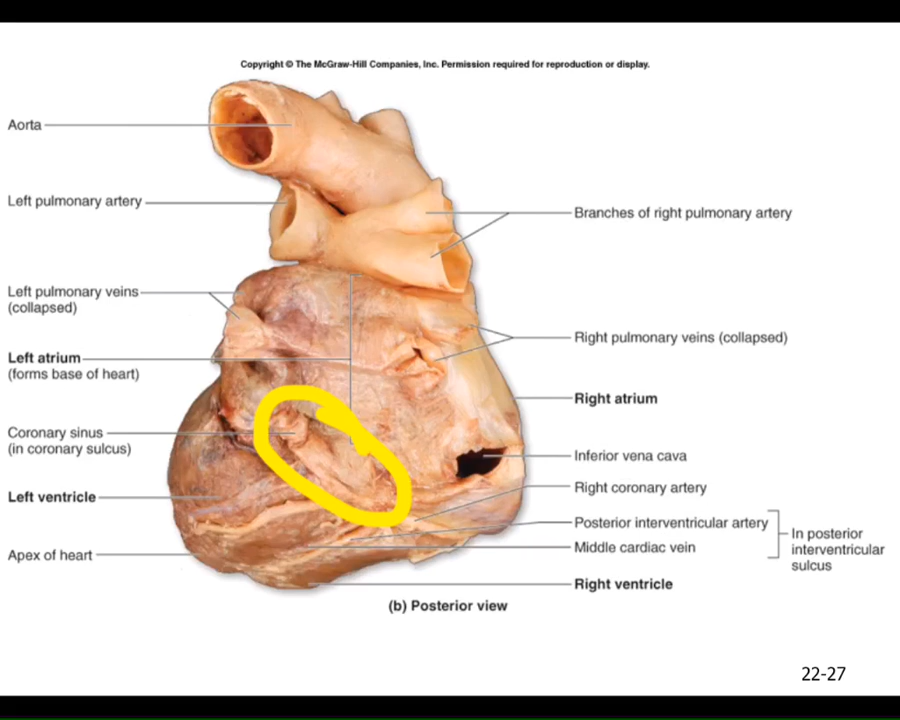 Copyright © The McGraw-Hill Companies, Inc. Permission required for reproduction or display.
Aorta
Left pulmonary artery
Branches of right pulmonary artery
Left pulmonary veins
(collapsed)
Right pulmonary veins (collapsed)
Left atrium
(forms base of heart)
Right atrium
Coronary sinus
(in coronary sulcus)
Inferior vena cava
Right coronary artery
Left ventricle
Posterior interventricular artery
Middle cardiac vein
In posterior
interventricular
sulcus
Apex of heart
Right ventricle
(b) Posterior view
22-27